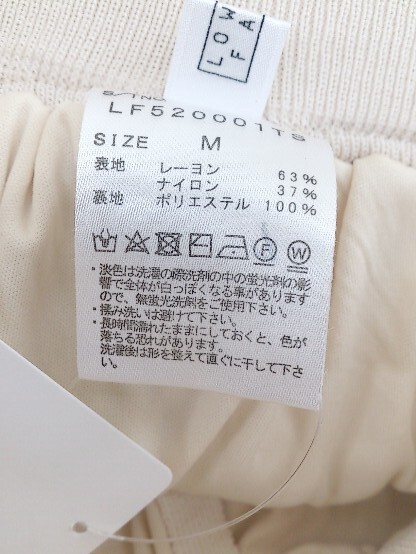 LOW
FA
LF520001TS
SIZE M
表地 レーヨン 63%
ナイロン 37%
裏地 ポリエステル 100%
F W
・淡色は洗濯の際洗剤の中の蛍光剤の影
響で全体が白っぽくなる事があります
ので、無蛍光洗剤をご使用下さい。
・揉み洗いは避けて下さい。
・長時間濡れたままにしておくと、色が
落ちる恐れがあります。
洗濯後は形を整えて直ぐに干して下さ
い。